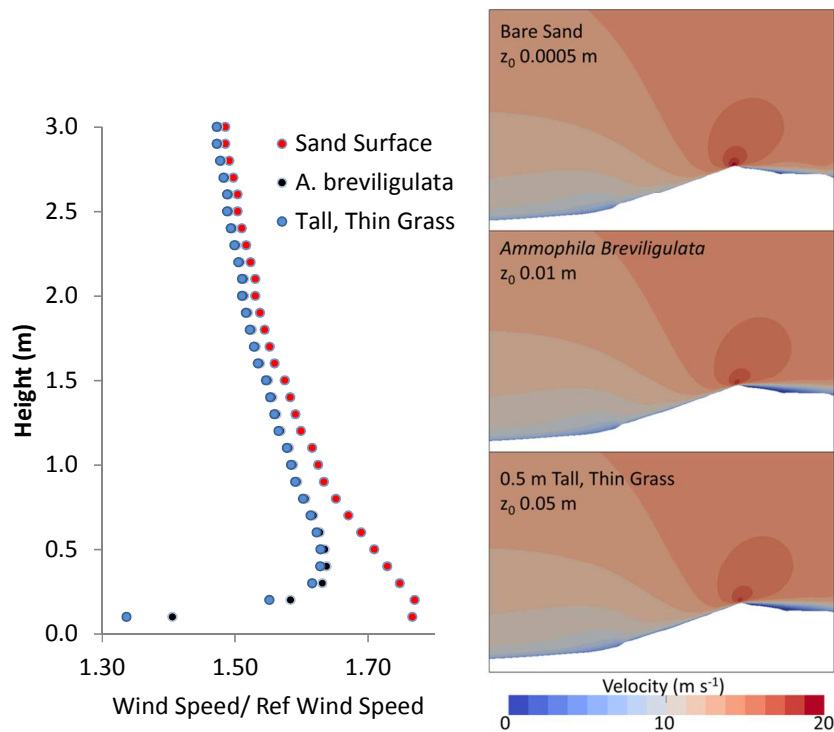 3.0
2.5
2.0
1.5
1.0
0.5
0.0
Height (m)
1.30 1.50 1.70
Wind Speed/ Ref Wind Speed
Sand Surface
A. breviligulata
Tall, Thin Grass
Bare Sand
z₀ 0.0005 m
Ammophila Breviligulata
z₀ 0.01 m
0.5 m Tall, Thin Grass
z₀ 0.05 m
Velocity (m s⁻¹)
0 10 20